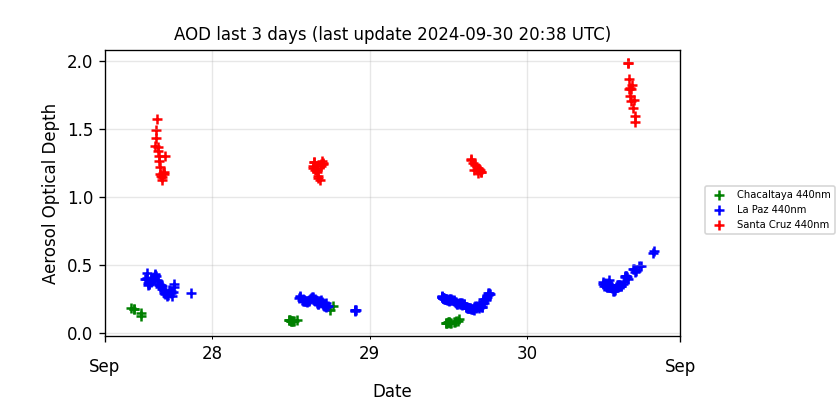 AOD last 3 days (last update 2024-09-30 20:38 UTC)
2.0
1.5
1.0
0.5
0.0
Aerosol Optical Depth
28
29
30
Sep
Sep
Date
Chacaltaya 440nm
La Paz 440nm
Santa Cruz 440nm